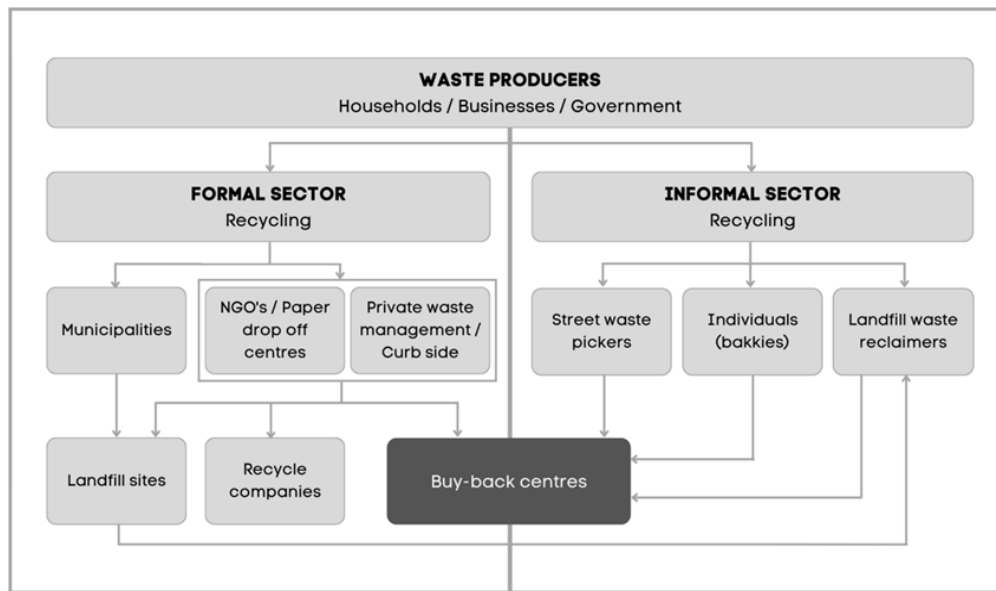 WASTE PRODUCERS
Households / Businesses / Government
FORMAL SECTOR
Recycling
INFORMAL SECTOR
Recycling
Municipalities
NGO's / Paper
drop off
centres
Private waste
management /
Curb side
Street waste
pickers
Individuals
(bakkies)
Landfill waste
reclaimers
Landfill sites
Recycle
companies
Buy-back centres